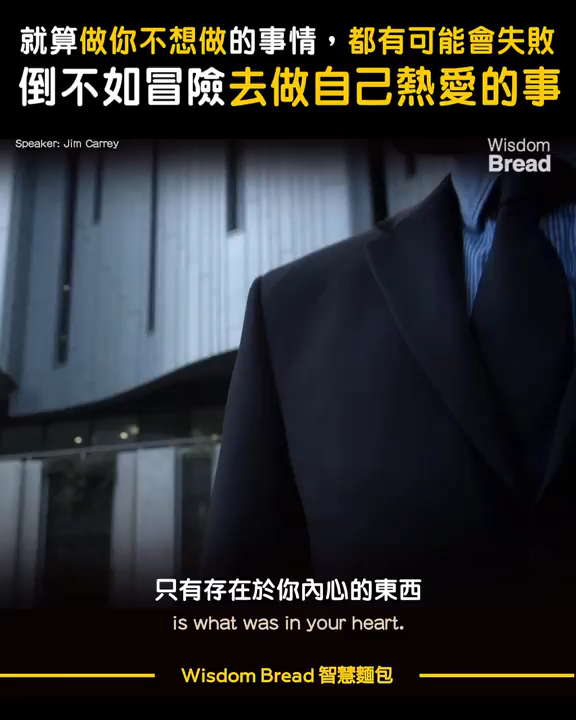 就算做你不想做的事情，都有可能會失敗
倒不如冒險去做自己熱愛的事
Speaker: Jim Carrey
Wisdom
Bread
只有存在於你內心的東西
is what was in your heart.
Wisdom Bread 智慧麵包